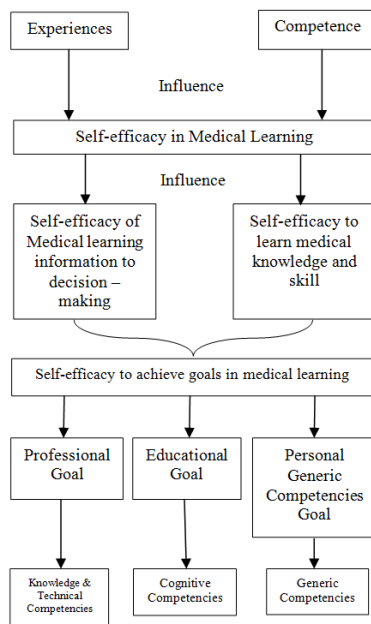 Experiences
Competence
Influence
Self-efficacy in Medical Learning
Influence
Self-efficacy of
Medical learning
information to
decision –
making
Self-efficacy to
learn medical
knowledge and
skill
Self-efficacy to achieve goals in medical learning
Professional
Goal
Educational
Goal
Personal
Generic
Competencies
Goal
Knowledge &
Technical
Competencies
Cognitive
Competencies
Generic
Competencies